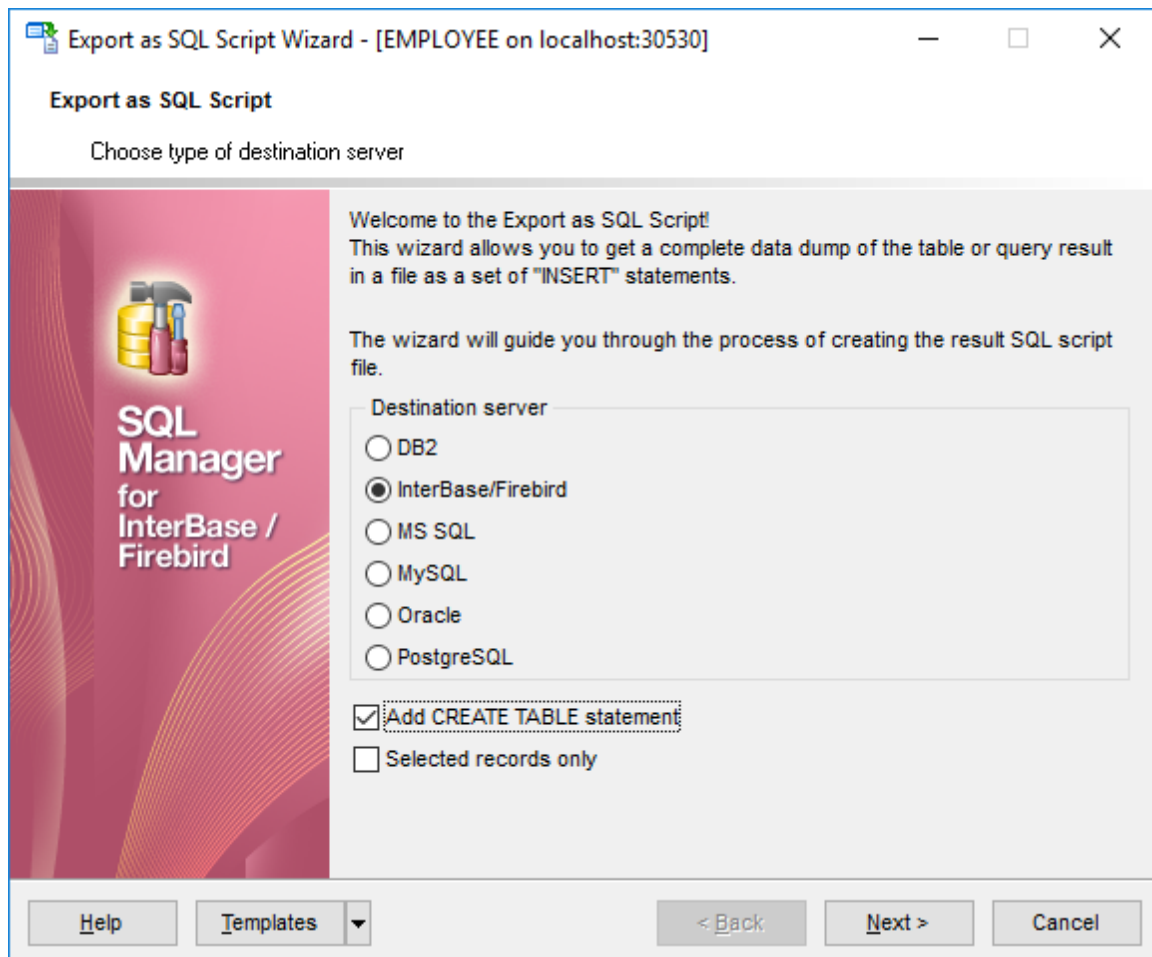 Export as SQL Script Wizard - [EMPLOYEE on localhost:30530]
Export as SQL Script
Choose type of destination server
Welcome to the Export as SQL Script!
This wizard allows you to get a complete data dump of the table or query result
in a file as a set of "INSERT" statements.
The wizard will guide you through the process of creating the result SQL script
file.
SQL
Manager
for
InterBase /
Firebird
Destination server
DB2
InterBase/Firebird
MS SQL
MySQL
Oracle
PostgreSQL
Add CREATE TABLE statement
Selected records only
Help Templates < Back Next > Cancel